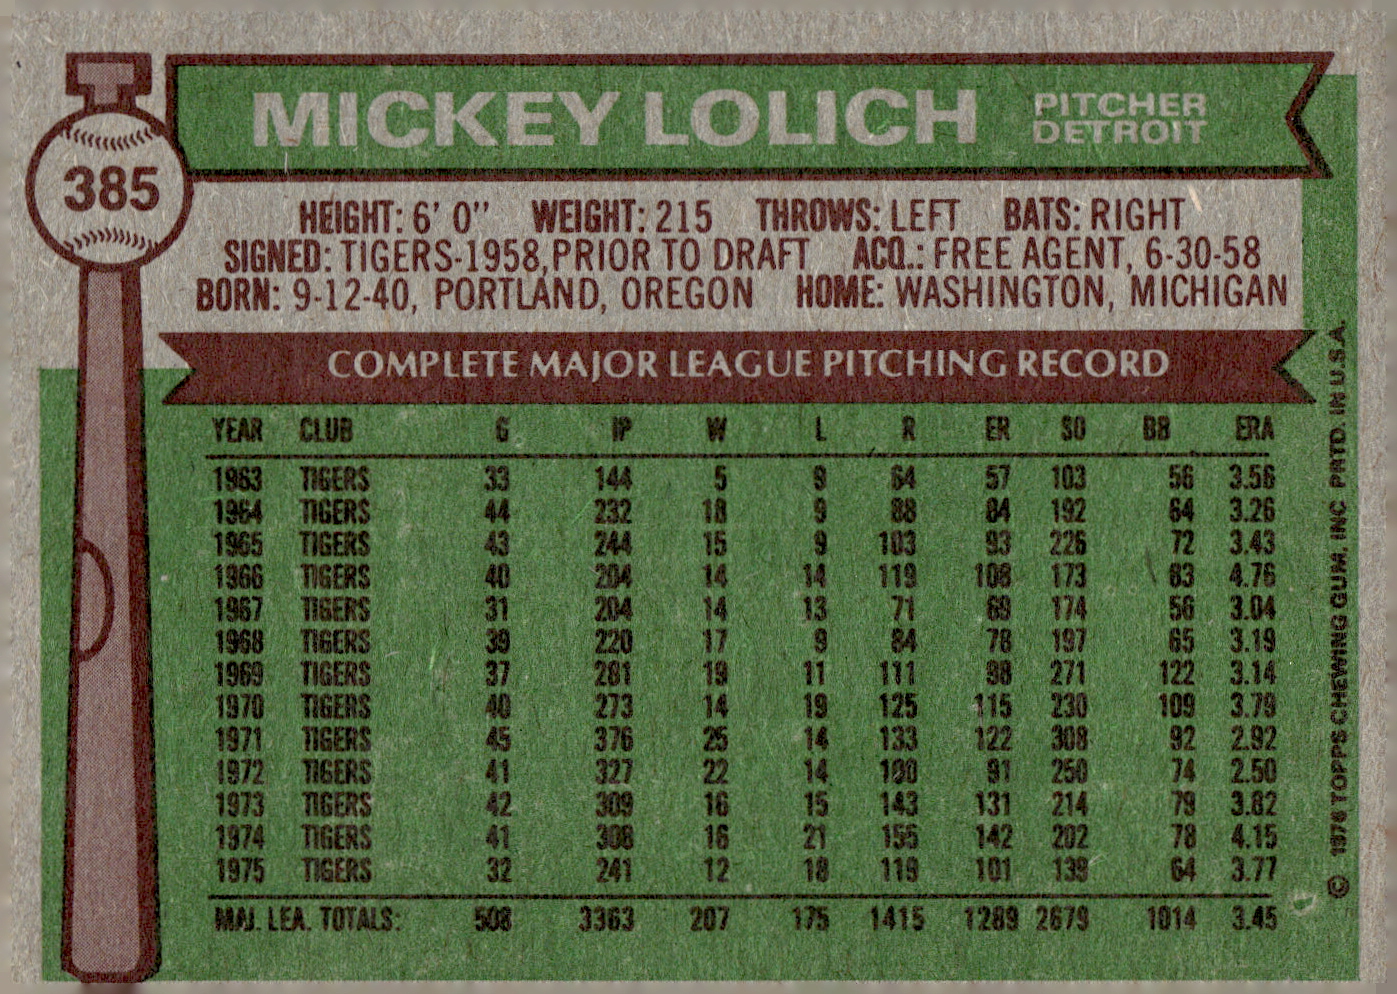 MICKEY LOLICH PITCHER DETROIT
385
HEIGHT: 6' 0" WEIGHT: 215 THROWS: LEFT BATS: RIGHT
SIGNED: TIGERS-1958, PRIOR TO DRAFT ACQ.: FREE AGENT, 6-30-58
BORN: 9-12-40, PORTLAND, OREGON HOME: WASHINGTON, MICHIGAN
COMPLETE MAJOR LEAGUE PITCHING RECORD
YEAR CLUB G IP W L R ER SO BB ERA
1963 TIGERS 33 144 5 9 64 57 103 56 3.56
1964 TIGERS 44 232 18 9 88 84 192 64 3.26
1965 TIGERS 43 244 15 9 103 93 226 72 3.43
1966 TIGERS 40 204 14 14 119 108 173 83 4.76
1967 TIGERS 31 204 14 13 71 69 174 56 3.04
1968 TIGERS 39 220 17 9 84 78 197 65 3.19
1969 TIGERS 37 281 19 11 111 98 271 122 3.14
1970 TIGERS 40 273 14 19 125 115 230 109 3.79
1971 TIGERS 45 376 25 14 133 122 308 92 2.92
1972 TIGERS 41 327 22 14 100 91 250 74 2.50
1973 TIGERS 42 309 16 15 143 131 214 79 3.82
1974 TIGERS 41 308 16 21 155 142 202 78 4.15
1975 TIGERS 32 241 12 18 119 101 139 64 3.77
MAJ. LEA. TOTALS: 508 3363 207 175 1415 1289 2679 1014 3.45
© 1976 TOPPS CHEWING GUM, INC PRTD. IN U.S.A.